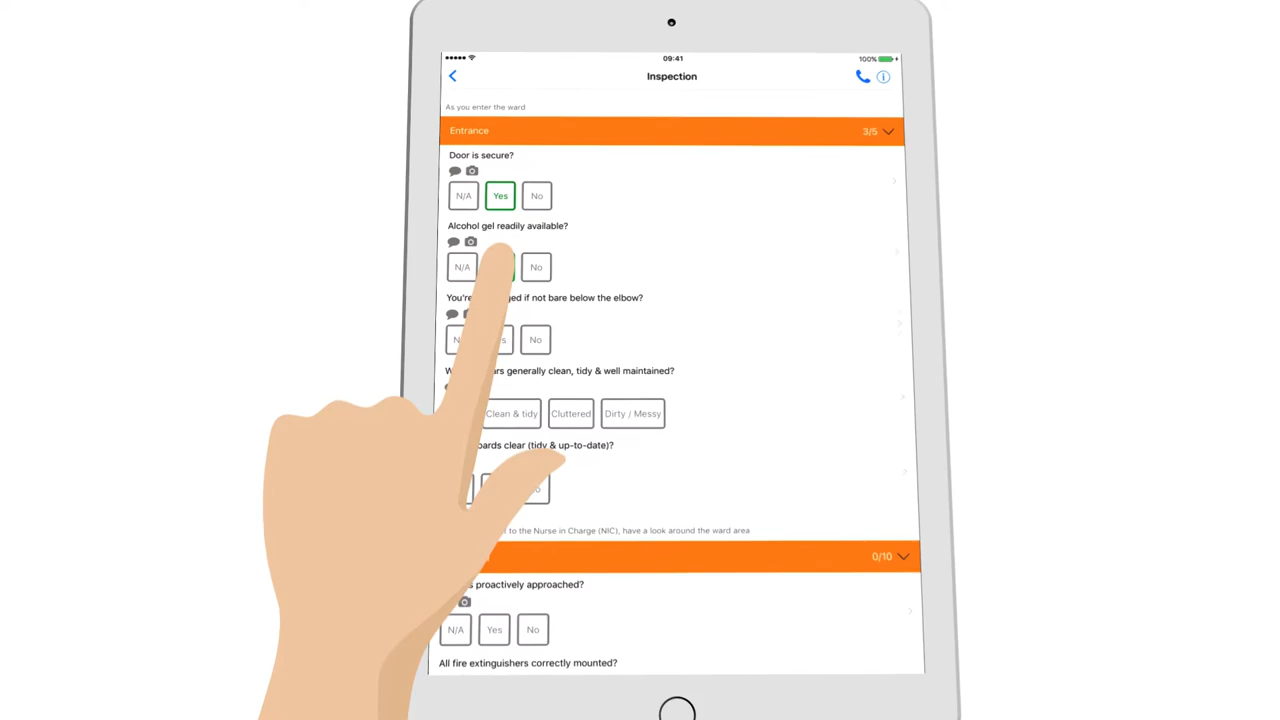 09:41
100%
Inspection
As you enter the ward
Entrance
3/5
Door is secure?
N/A Yes No
Alcohol gel readily available?
N/A No
You're ged if not bare below the elbow?
No
generally clean, tidy & well maintained?
Clean & tidy Cluttered Dirty / Messy
clear (tidy & up-to-date)?
to the Nurse in Charge (NIC), have a look around the ward area
0/10
proactively approached?
N/A Yes No
All fire extinguishers correctly mounted?